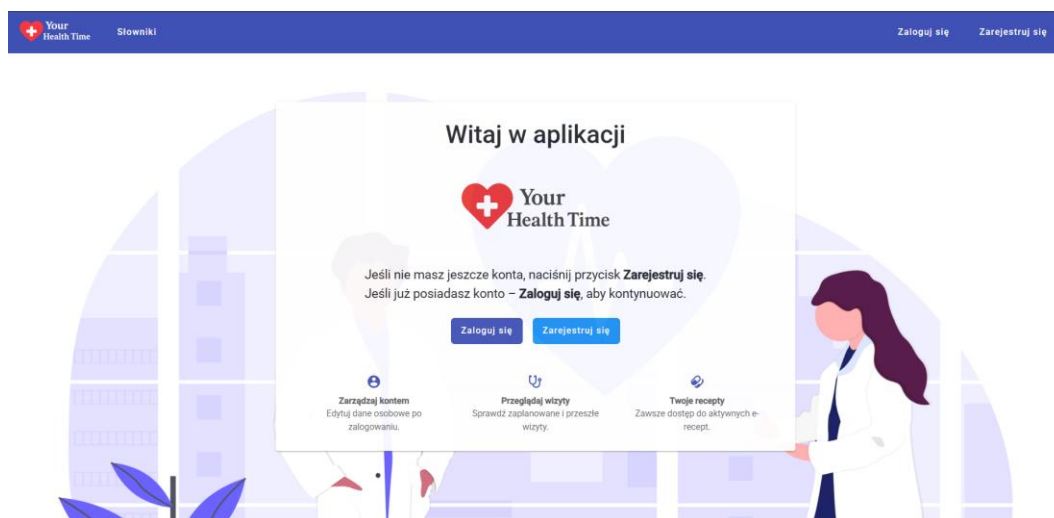 Your
Health Time
Słowniki
Zaloguj się
Zarejestruj się
Witaj w aplikacji
Your
Health Time
Jeśli nie masz jeszcze konta, naciśnij przycisk Zarejestruj się.
Jeśli już posiadasz konto – Zaloguj się, aby kontynuować.
Zaloguj się
Zarejestruj się
Zarządzaj kontem
Edytuj dane osobowe po
zalogowaniu.
Przeglądaj wizyty
Sprawdź zaplanowane i przeszłe
wizyty.
Twoje recepty
Zawsze dostęp do aktywnych e-
recept.